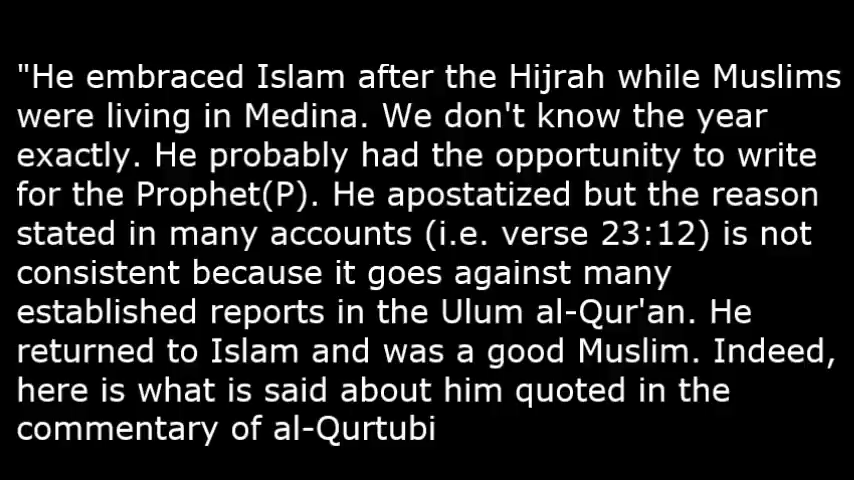 "He embraced Islam after the Hijrah while Muslims
were living in Medina. We don't know the year
exactly. He probably had the opportunity to write
for the Prophet(P). He apostatized but the reason
stated in many accounts (i.e. verse 23:12) is not
consistent because it goes against many
established reports in the Ulum al-Qur'an. He
returned to Islam and was a good Muslim. Indeed,
here is what is said about him quoted in the
commentary of al-Qurtubi